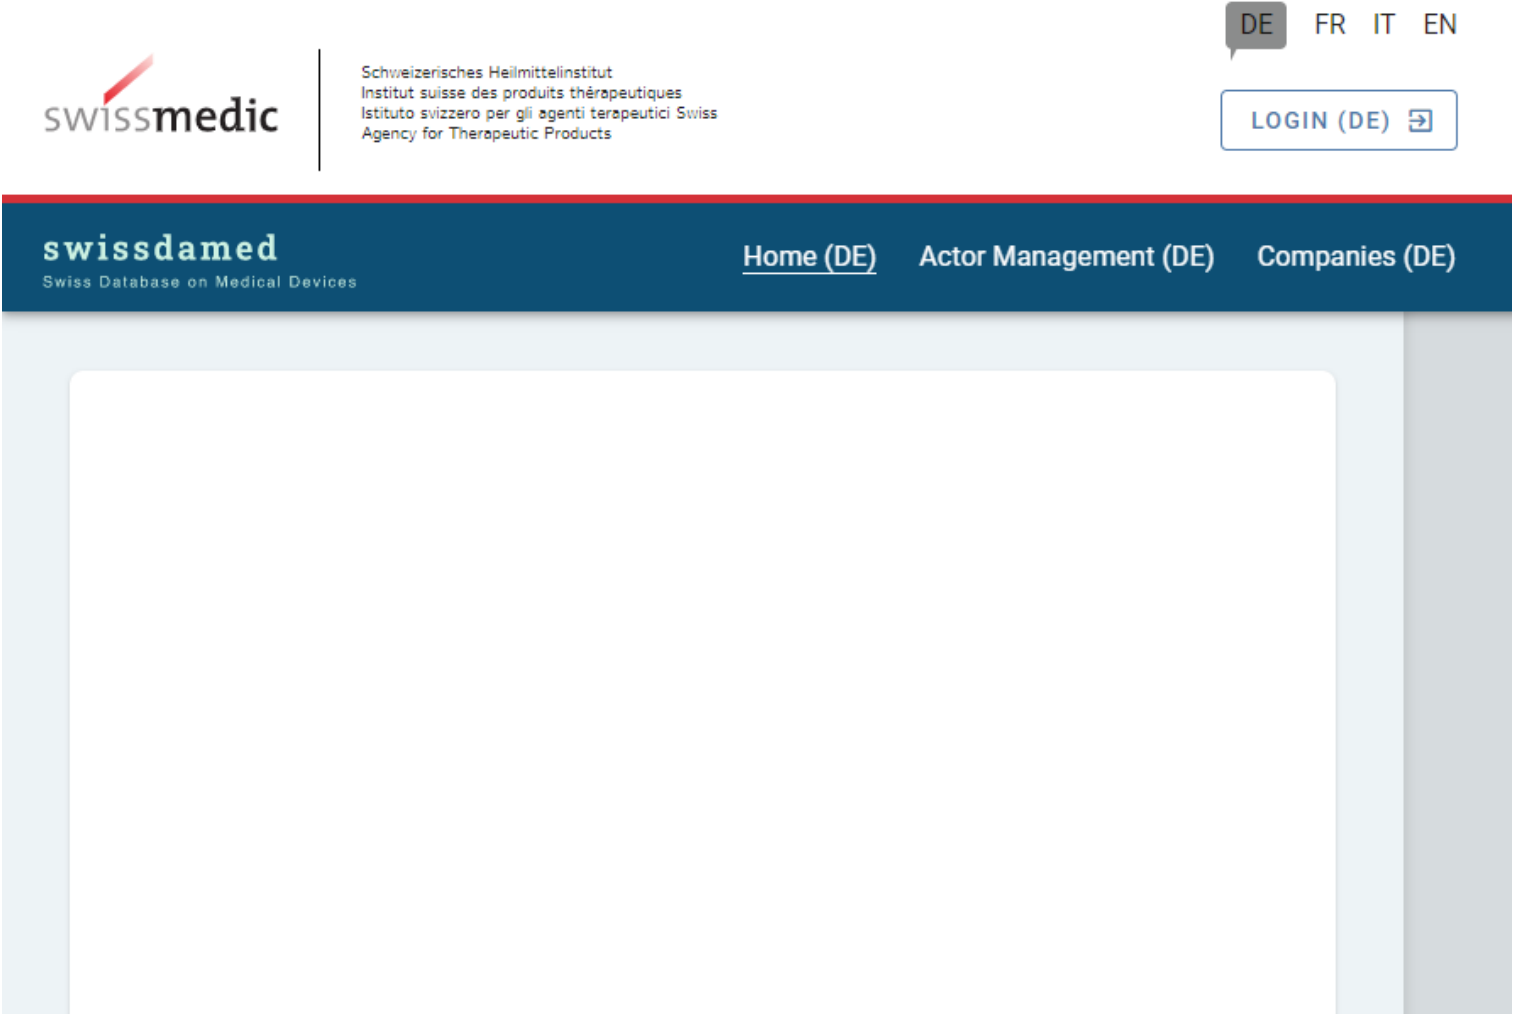 DE FR IT EN
swissmedic
Schweizerisches Heilmittelinstitut
Institut suisse des produits thérapeutiques
Istituto svizzero per gli agenti terapeutici Swiss
Agency for Therapeutic Products
LOGIN (DE)
swissdamed
Swiss Database on Medical Devices
Home (DE) Actor Management (DE) Companies (DE)